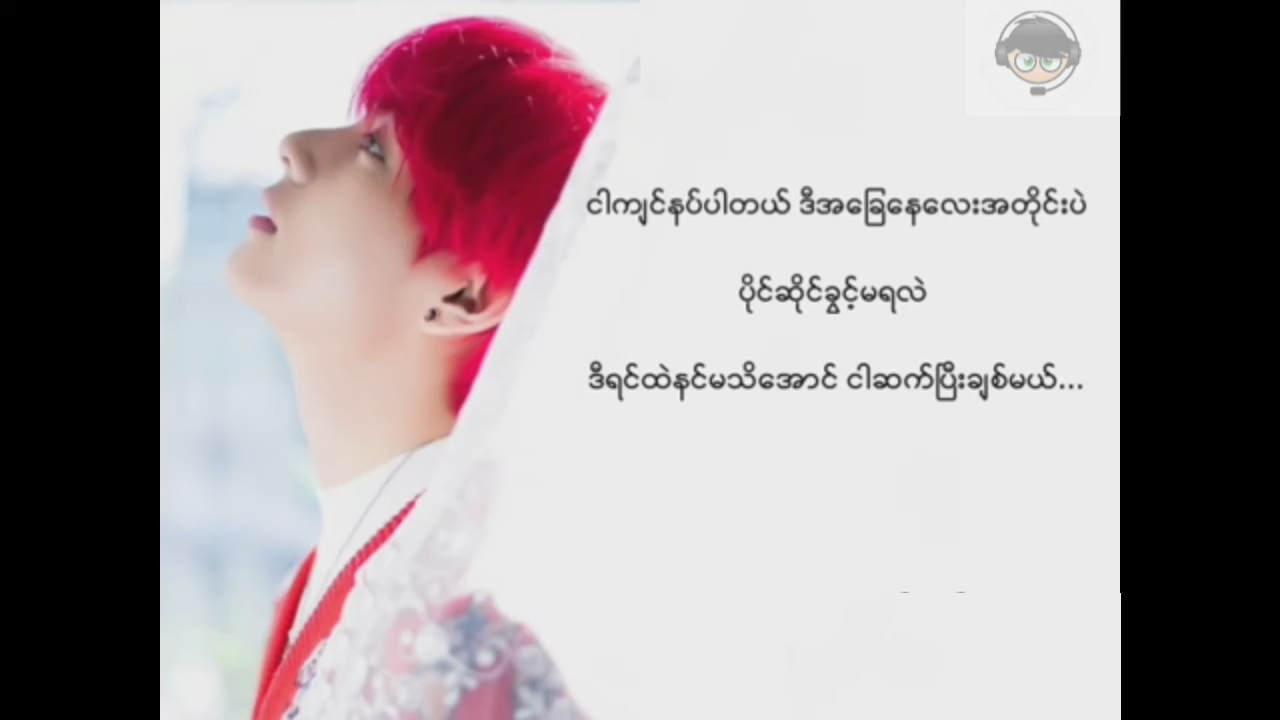 ငါကျင်နပ်ပါတယ် ဒီအခြေနေလေးအတိုင်းပဲ
ပိုင်ဆိုင်ခွင့်မရလဲ
ဒီရင်ထဲနင်မသိအောင် ငါဆက်ပြီးချစ်မယ်...